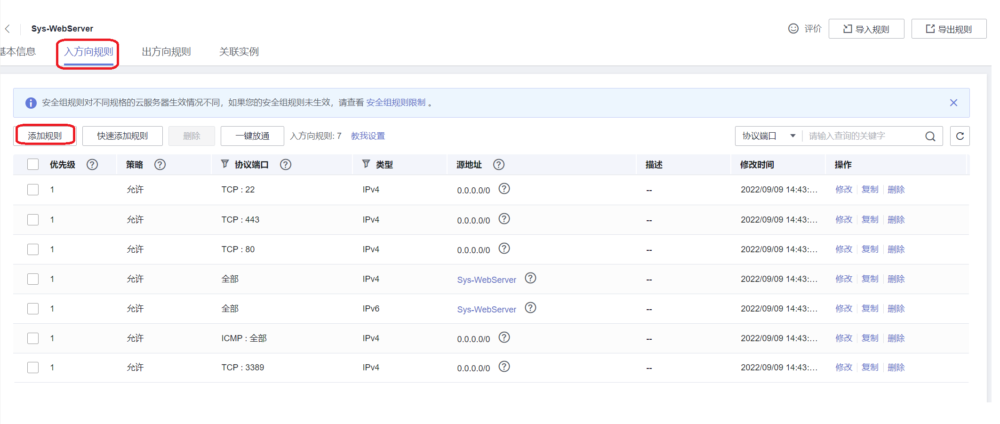 Sys-WebServer
评价 导入规则 导出规则
基本信息 入方向规则 出方向规则 关联实例
安全组规则对不同规格的云服务器生效情况不同，如果您的安全组规则未生效，请查看 安全组规则限制 。
添加规则 快速添加规则 删除 一键放通 入方向规则: 7 教我设置 协议端口 请输入查询的关键字
优先级 策略 协议端口 类型 源地址 描述 修改时间 操作
1 允许 TCP : 22 IPv4 0.0.0.0/0 -- 2022/09/09 14:43:... 修改 复制 删除
1 允许 TCP : 443 IPv4 0.0.0.0/0 -- 2022/09/09 14:43:... 修改 复制 删除
1 允许 TCP : 80 IPv4 0.0.0.0/0 -- 2022/09/09 14:43:... 修改 复制 删除
1 允许 全部 IPv4 Sys-WebServer -- 2022/09/09 14:43:... 修改 复制 删除
1 允许 全部 IPv6 Sys-WebServer -- 2022/09/09 14:43:... 修改 复制 删除
1 允许 ICMP : 全部 IPv4 0.0.0.0/0 -- 2022/09/09 14:43:... 修改 复制 删除
1 允许 TCP : 3389 IPv4 0.0.0.0/0 -- 2022/09/09 14:43:... 修改 复制 删除